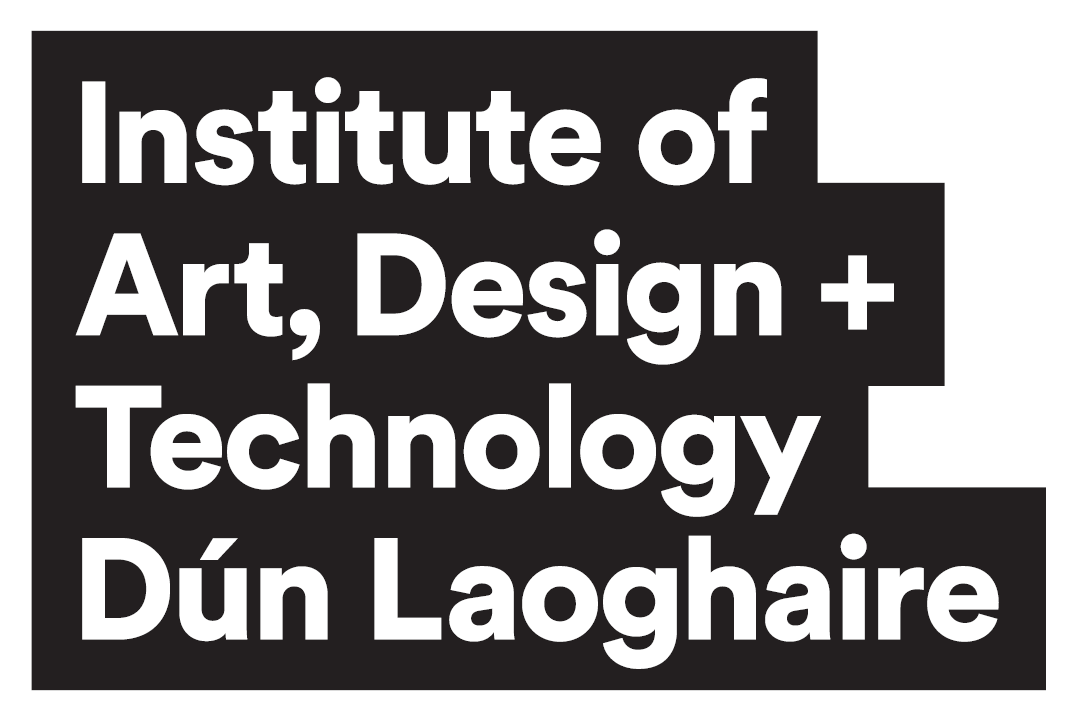 Institute of
Art, Design +
Technology
Dún Laoghaire